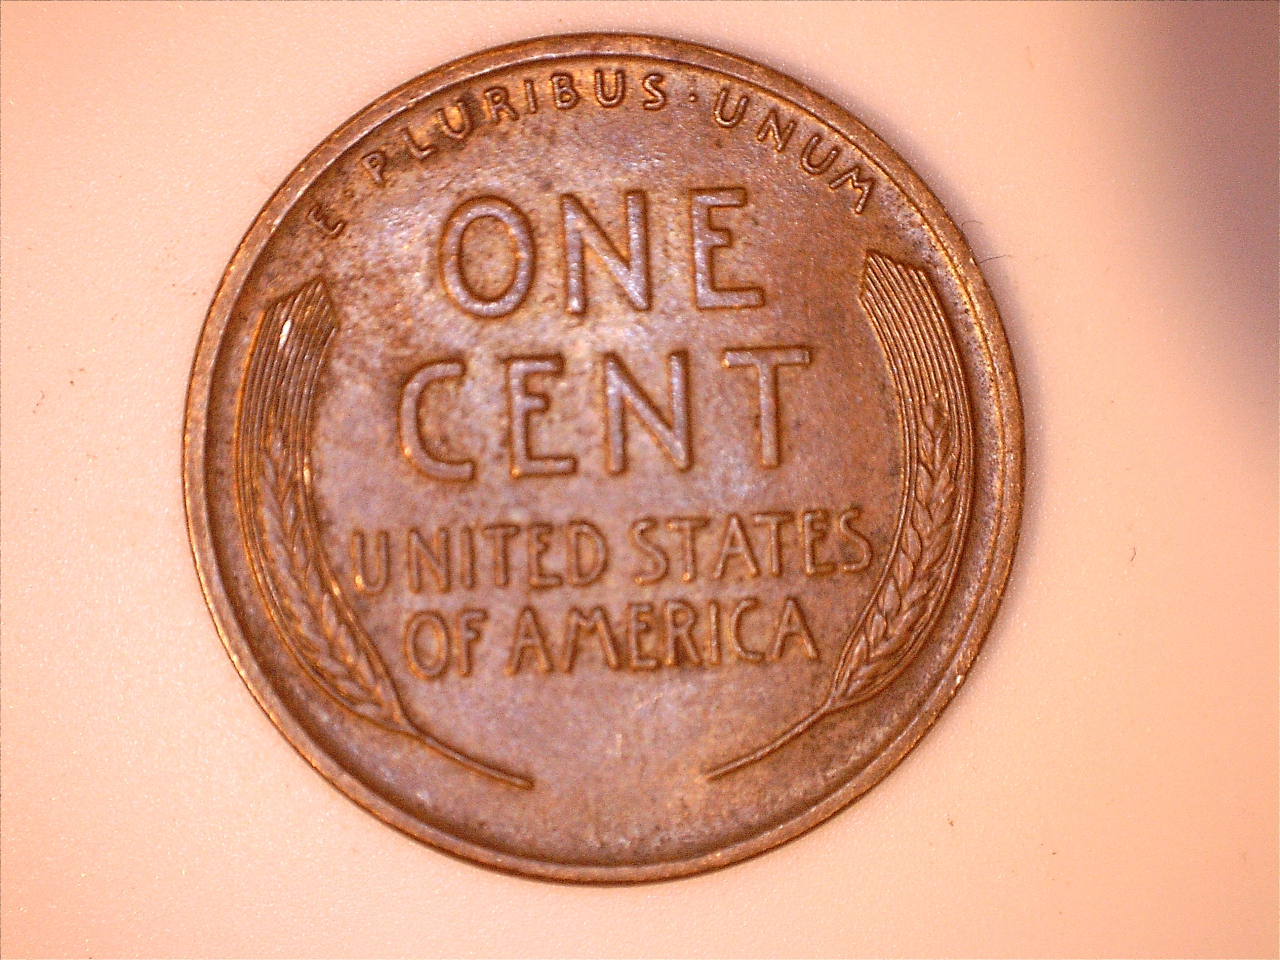 E · PLURIBUS · UNUM
ONE
CENT
UNITED STATES
OF AMERICA